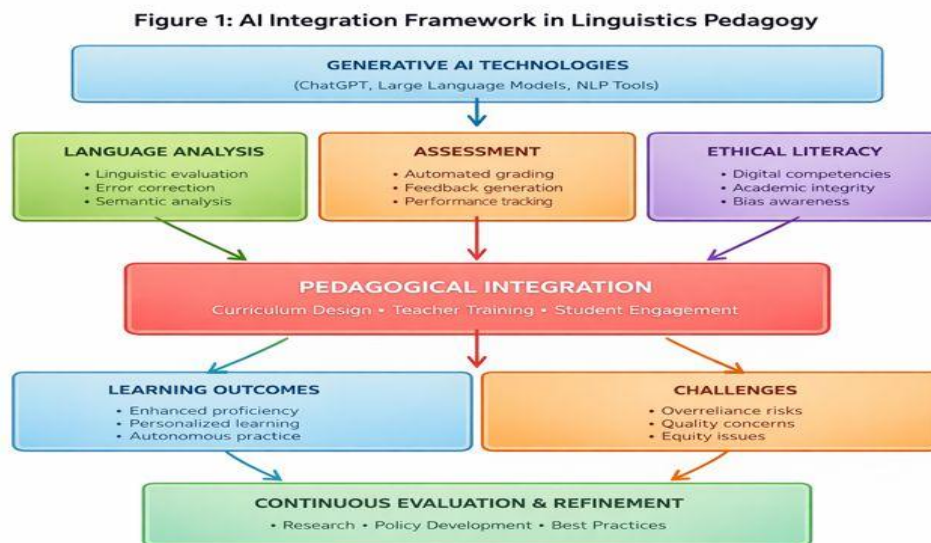 Figure 1: AI Integration Framework in Linguistics Pedagogy
GENERATIVE AI TECHNOLOGIES
(ChatGPT, Large Language Models, NLP Tools)
LANGUAGE ANALYSIS
• Linguistic evaluation
• Error correction
• Semantic analysis
ASSESSMENT
• Automated grading
• Feedback generation
• Performance tracking
ETHICAL LITERACY
• Digital competencies
• Academic integrity
• Bias awareness
PEDAGOGICAL INTEGRATION
Curriculum Design • Teacher Training • Student Engagement
LEARNING OUTCOMES
• Enhanced proficiency
• Personalized learning
• Autonomous practice
CHALLENGES
• Overreliance risks
• Quality concerns
• Equity issues
CONTINUOUS EVALUATION & REFINEMENT
• Research • Policy Development • Best Practices